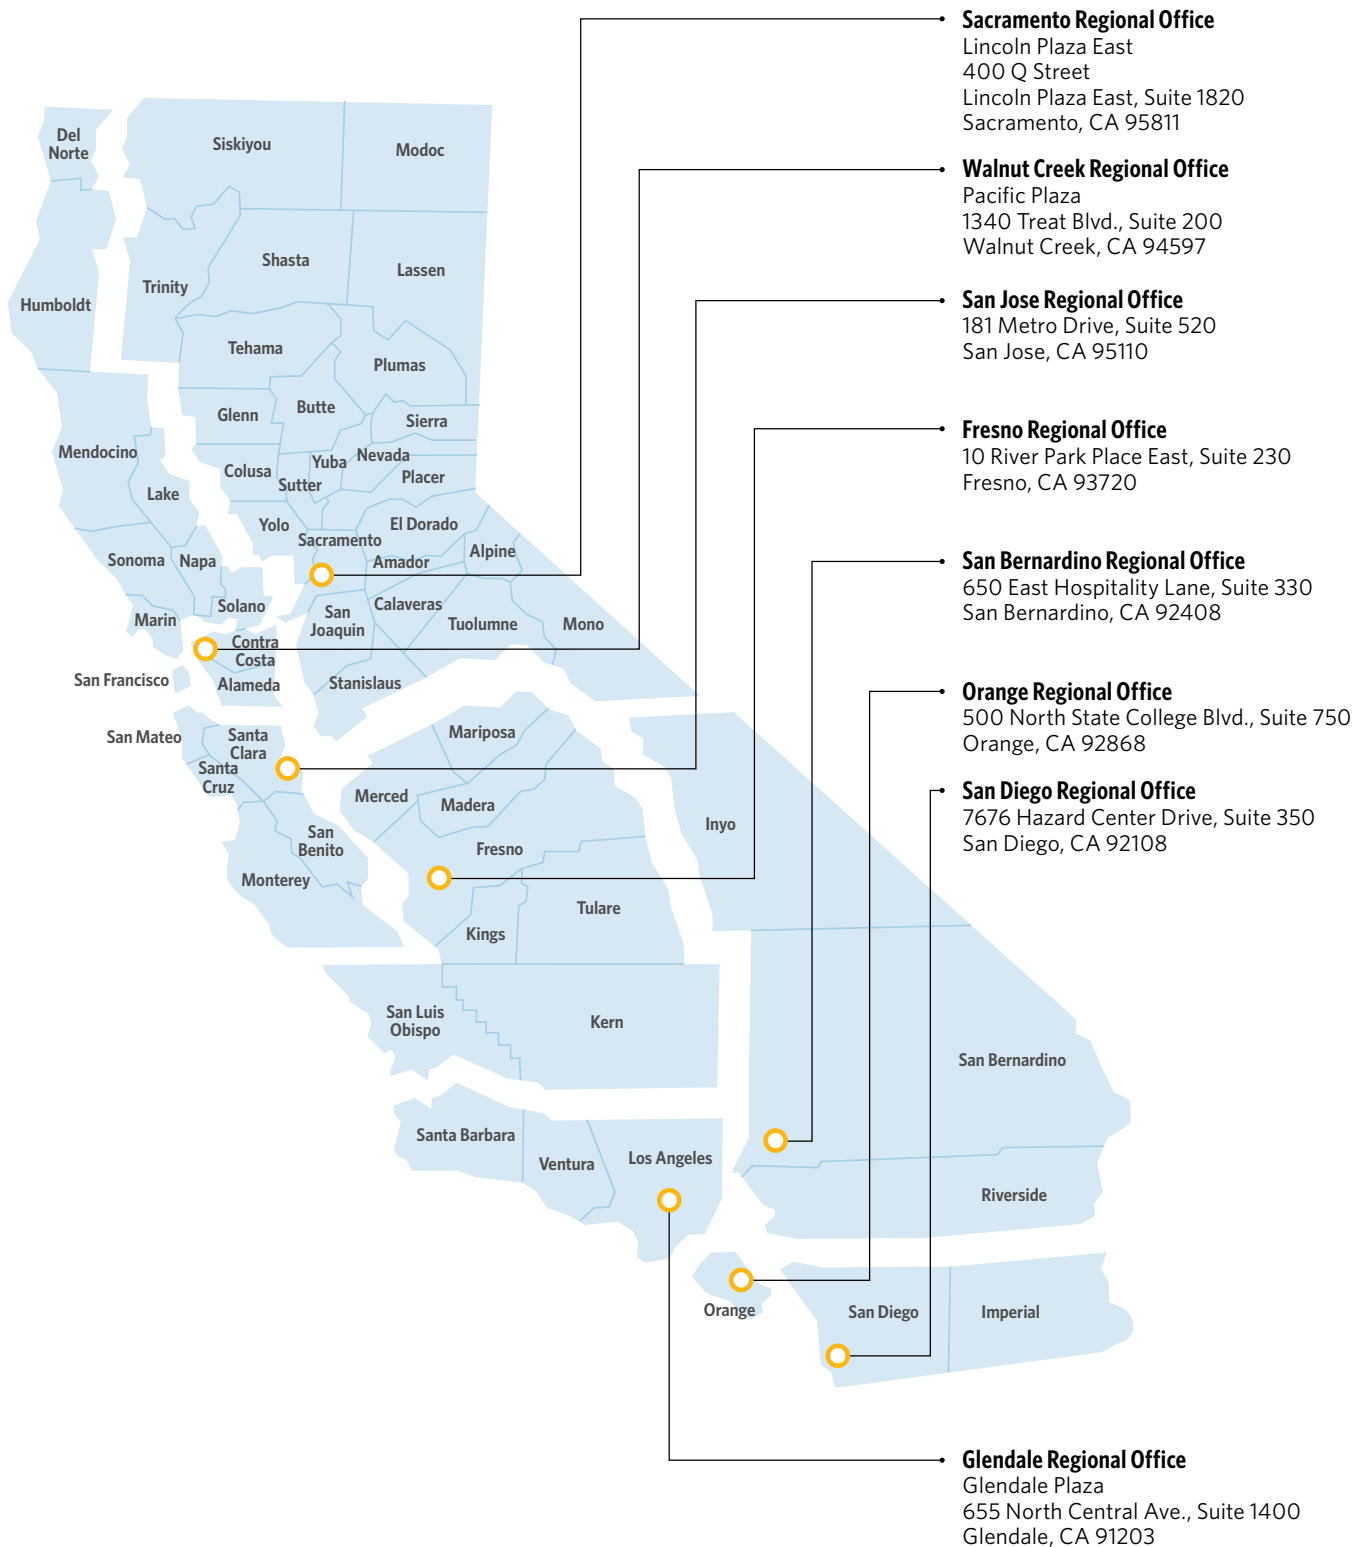 Sacramento Regional Office
Lincoln Plaza East
400 Q Street
Lincoln Plaza East, Suite 1820
Sacramento, CA 95811
Walnut Creek Regional Office
Pacific Plaza
1340 Treat Blvd., Suite 200
Walnut Creek, CA 94597
San Jose Regional Office
181 Metro Drive, Suite 520
San Jose, CA 95110
Fresno Regional Office
10 River Park Place East, Suite 230
Fresno, CA 93720
San Bernardino Regional Office
650 East Hospitality Lane, Suite 330
San Bernardino, CA 92408
Orange Regional Office
500 North State College Blvd., Suite 750
Orange, CA 92868
San Diego Regional Office
7676 Hazard Center Drive, Suite 350
San Diego, CA 92108
Glendale Regional Office
Glendale Plaza
655 North Central Ave., Suite 1400
Glendale, CA 91203
Del
Norte
Siskiyou
Modoc
Humboldt
Trinity
Shasta
Lassen
Tehama
Plumas
Glenn
Butte
Sierra
Mendocino
Colusa
Sutter
Yuba
Nevada
Placer
Lake
Yolo
Sacramento
El Dorado
Alpine
Amador
Sonoma
Napa
Solano
Marin
San
Joaquin
Calaveras
Tuolumne
Mono
Contra
Costa
Alameda
San Francisco
Stanislaus
San Mateo
Santa
Clara
Santa
Cruz
Mariposa
Merced
Madera
San
Benito
Monterey
Fresno
Inyo
Kings
Tulare
San Luis
Obispo
Kern
San Bernardino
Santa Barbara
Ventura
Los Angeles
Riverside
Orange
San Diego
Imperial